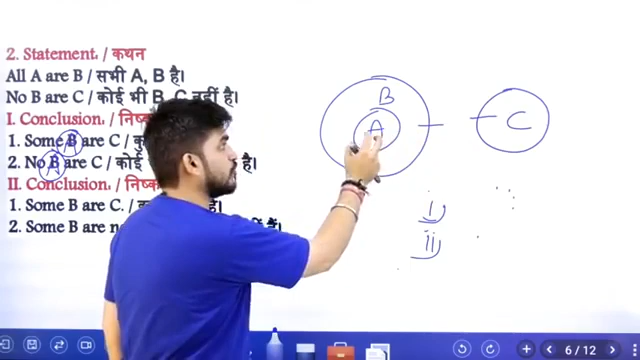 2. Statement. / कथन
All A are B / सभी A, B है।
No B are C / कोई भी B, C नहीं है।
I. Conclusion. /
1. Some B are C /
A
2. No B are C / कोई है।
A
II. Conclusion. /
1. Some B are C. / है।
2. Some B are हैं।
B
A
C
i)
ii)
6 / 12